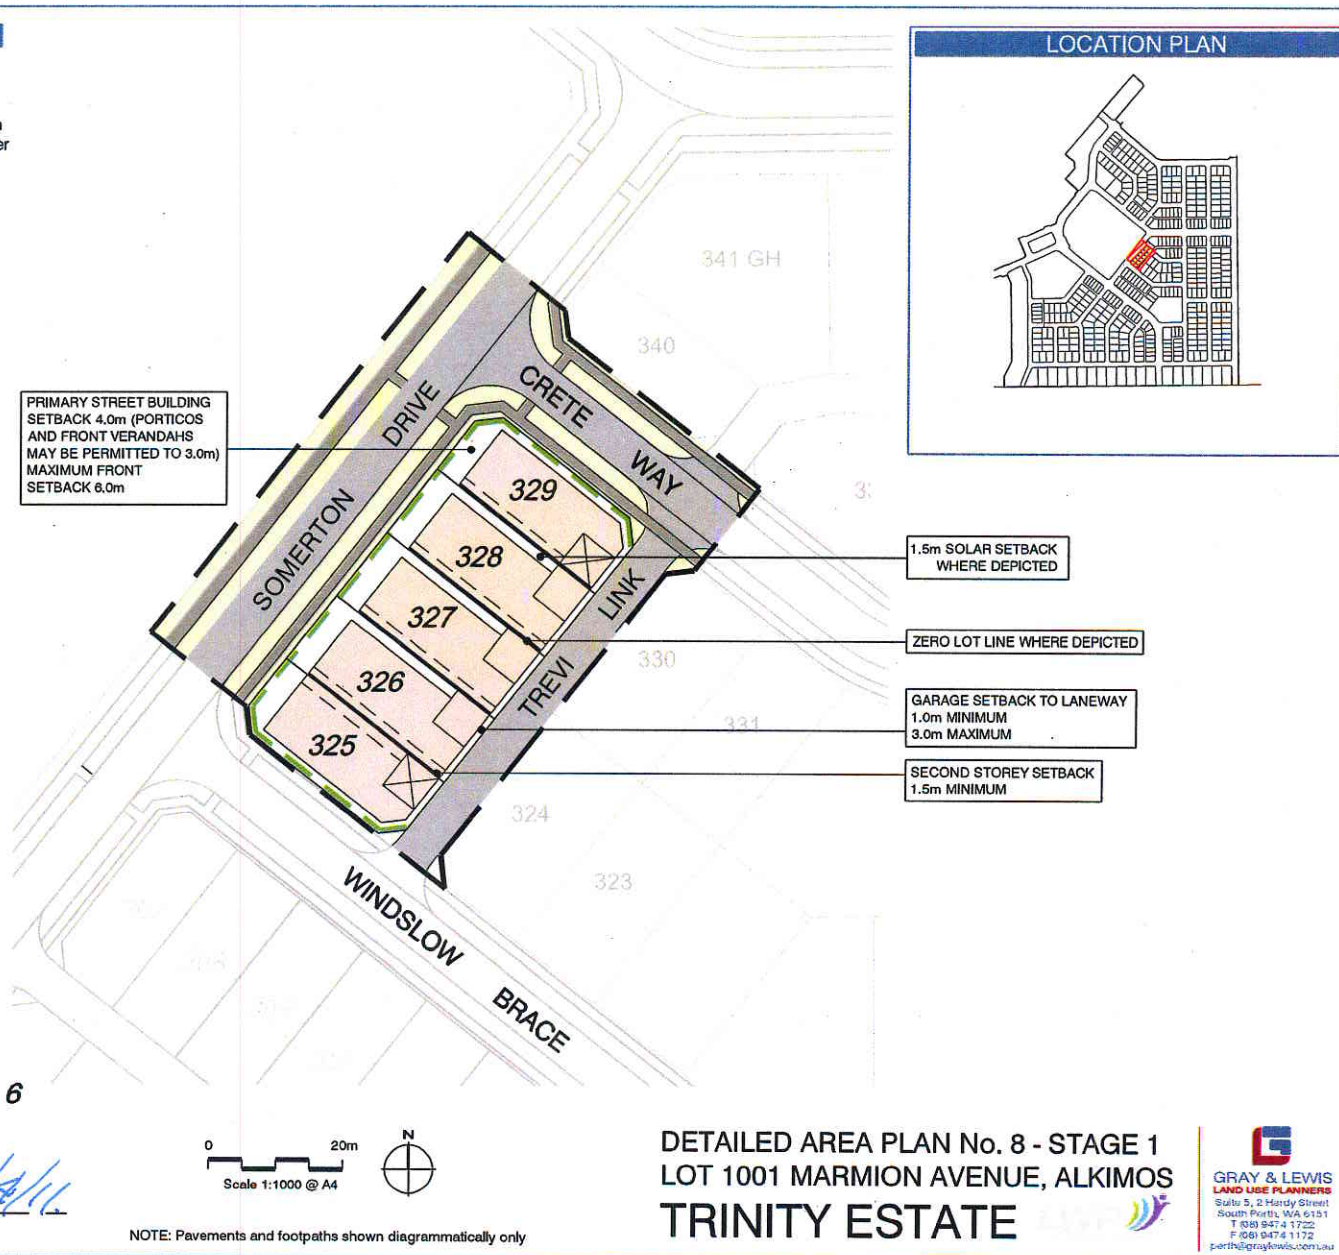 LOCATION PLAN
er
341 GH
340
PRIMARY STREET BUILDING
SETBACK 4.0m (PORTICOS
AND FRONT VERANDAHS
MAY BE PERMITTED TO 3.0m)
MAXIMUM FRONT
SETBACK 6.0m
SOMERTON DRIVE
CRETE WAY
329
328
327
326
325
TREVI LINK
1.5m SOLAR SETBACK
WHERE DEPICTED
ZERO LOT LINE WHERE DEPICTED
330
GARAGE SETBACK TO LANEWAY
1.0m MINIMUM
3.0m MAXIMUM
331
SECOND STOREY SETBACK
1.5m MINIMUM
324
323
WINDSLOW BRACE
6
0 20m
Scale 1:1000 @ A4
N
NOTE: Pavements and footpaths shown diagrammatically only
DETAILED AREA PLAN No. 8 - STAGE 1
LOT 1001 MARMION AVENUE, ALKIMOS
TRINITY ESTATE
GRAY & LEWIS
LAND USE PLANNERS
Suite 5, 2 Hardy Street
South Perth, WA 6151
T (08) 9474 1722
F (08) 9474 1172
perth@graylewis.com.au